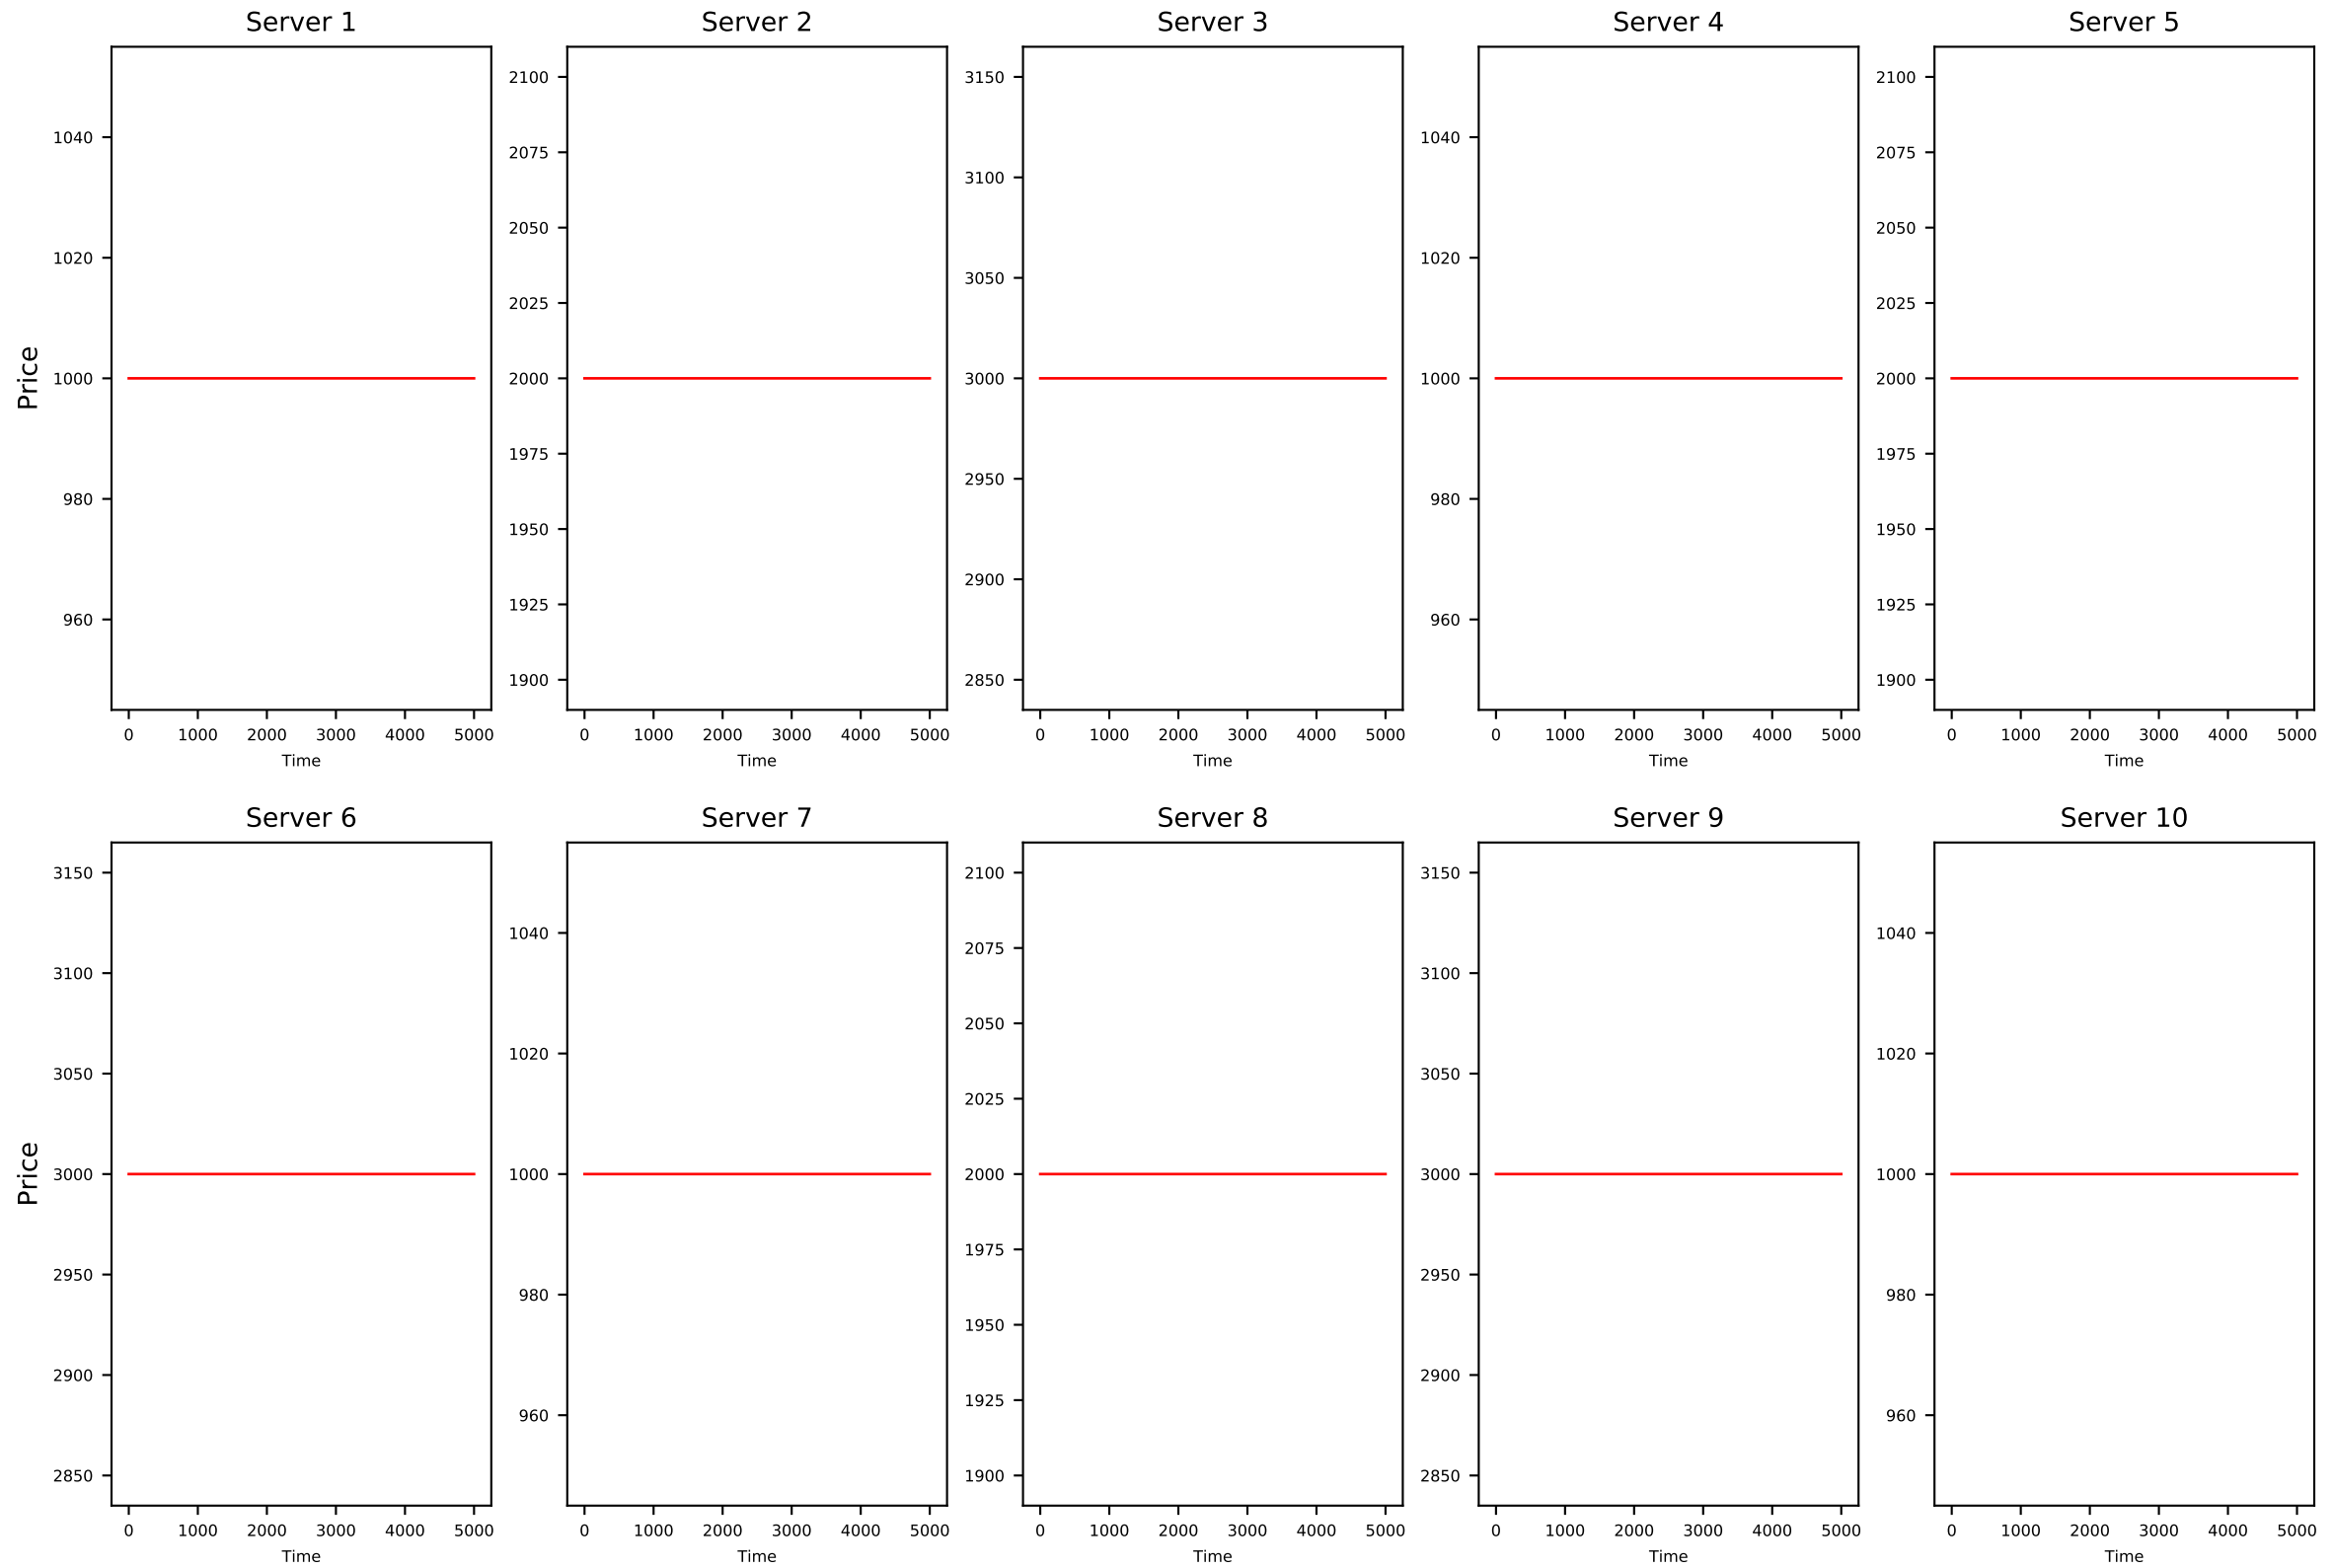 Server 1 Server 2 Server 3 Server 4 Server 5
2100 3150 2100
1040 2075 3100 1040 2075
1020 2050 3050 1020 2050
2025 2025
Price 1000 2000 3000 1000 2000
980 1975 2950 980 1975
1950 2900 1950
960 1925 960 1925
1900 2850 1900
0 1000 2000 3000 4000 5000 0 1000 2000 3000 4000 5000 0 1000 2000 3000 4000 5000 0 1000 2000 3000 4000 5000 0 1000 2000 3000 4000 5000
Time Time Time Time Time
Server 6 Server 7 Server 8 Server 9 Server 10
3150 2100 3150
3100 1040 2075 3100 1040
3050 1020 2050 3050 1020
2025
Price 3000 1000 2000 3000 1000
2950 980 1975 2950 980
2900 1950 2900
960 1925 960
2850 1900 2850
0 1000 2000 3000 4000 5000 0 1000 2000 3000 4000 5000 0 1000 2000 3000 4000 5000 0 1000 2000 3000 4000 5000 0 1000 2000 3000 4000 5000
Time Time Time Time Time